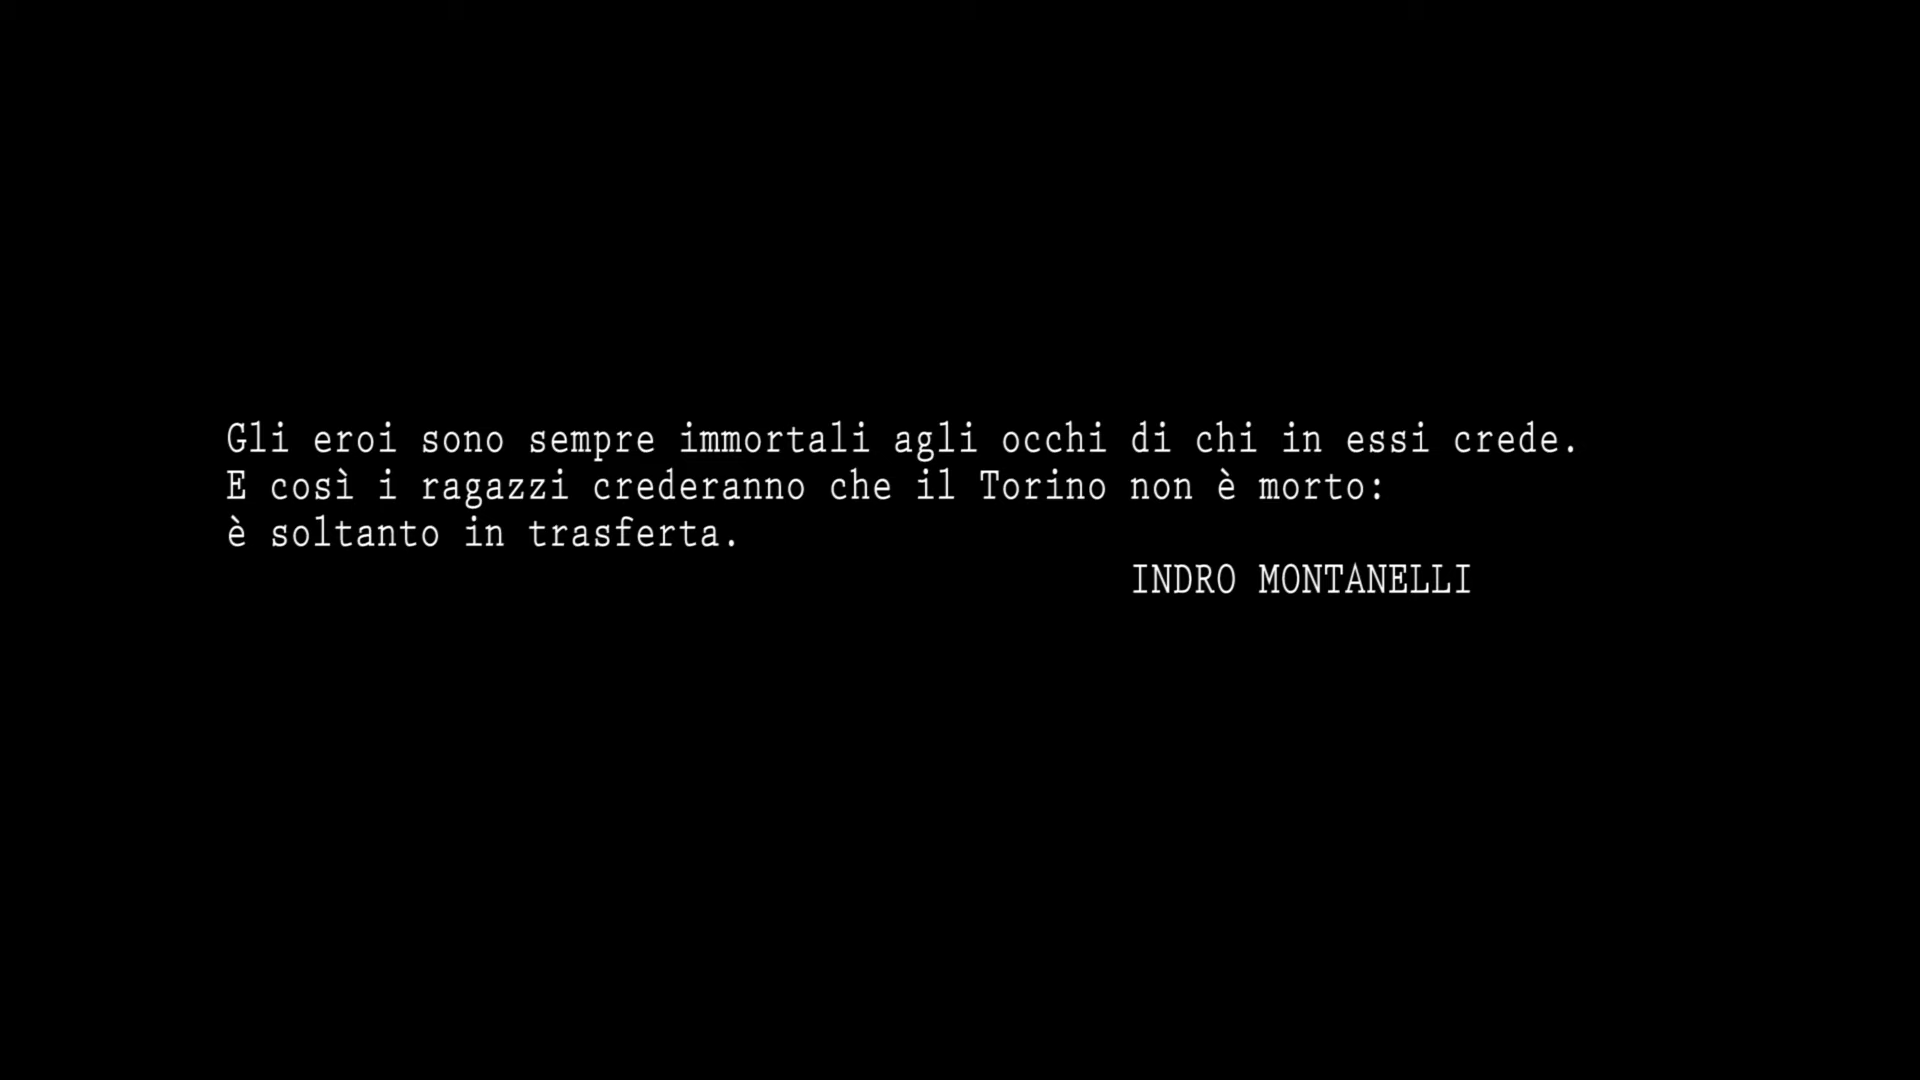 Gli eroi sono sempre immortali agli occhi di chi in essi crede.
E così i ragazzi crederanno che il Torino non è morto:
è soltanto in trasferta.
INDRO MONTANELLI